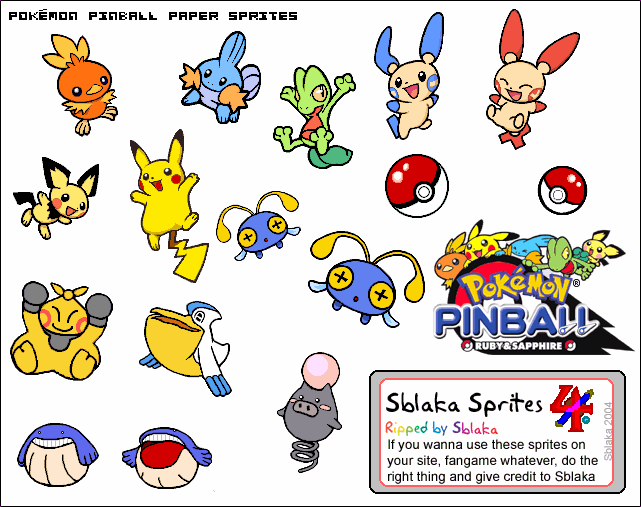 POKÉMON PINBALL PAPER SPRITES
POKéMON®
PINBALL
RUBY&SAPPHIRE
Sblaka Sprites
Ripped by Sblaka
If you wanna use these sprites on
your site, fangame whatever, do the
right thing and give credit to Sblaka
Sblaka 2004